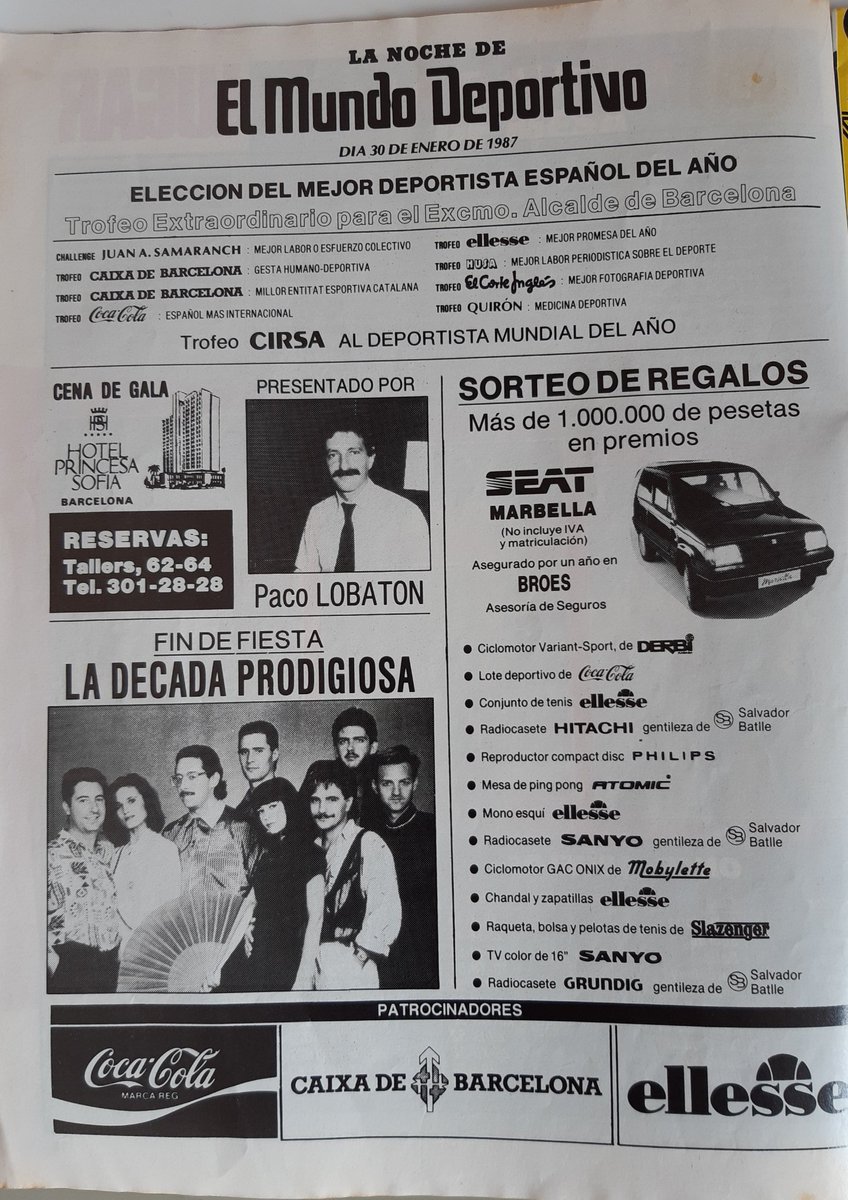 LA NOCHE DE
El Mundo Deportivo
DIA 30 DE ENERO DE 1987
ELECCION DEL MEJOR DEPORTISTA ESPAÑOL DEL AÑO
Trofeo Extraordinario para el Excmo. Alcalde de Barcelona
CHALLENGE JUAN A. SAMARANCH : MEJOR LABOR O ESFUERZO COLECTIVO
TROFEO CAIXA DE BARCELONA : GESTA HUMANO-DEPORTIVA
TROFEO CAIXA DE BARCELONA : MILLOR ENTITAT ESPORTIVA CATALANA
TROFEO Coca-Cola : ESPAÑOL MAS INTERNACIONAL
TROFEO ellesse : MEJOR PROMESA DEL AÑO
TROFEO HUSA : MEJOR LABOR PERIODISTICA SOBRE EL DEPORTE
TROFEO El Corte Inglés : MEJOR FOTOGRAFIA DEPORTIVA
TROFEO QUIRÓN : MEDICINA DEPORTIVA
Trofeo CIRSA AL DEPORTISTA MUNDIAL DEL AÑO
CENA DE GALA
HOTEL
PRINCESA
SOFIA
BARCELONA
RESERVAS:
Tallers, 62-64
Tel. 301-28-28
PRESENTADO POR
Paco LOBATON
FIN DE FIESTA
LA DECADA PRODIGIOSA
SORTEO DE REGALOS
Más de 1.000.000 de pesetas
en premios
SEAT
MARBELLA
(No incluye IVA
y matriculación)
Asegurado por un año en
BROES
Asesoría de Seguros
Marbella
• Ciclomotor Variant-Sport, de DERBI
• Lote deportivo de Coca-Cola
• Conjunto de tenis ellesse
• Radiocasete HITACHI gentileza de SB Salvador Batlle
• Reproductor compact disc PHILIPS
• Mesa de ping pong ATOMIC
• Mono esquí ellesse
• Radiocasete SANYO gentileza de SB Salvador Batlle
• Ciclomotor GAC ONIX de Mobylette
• Chandal y zapatillas ellesse
• Raqueta, bolsa y pelotas de tenis de Slazenger
• TV color de 16" SANYO
• Radiocasete GRUNDIG gentileza de SB Salvador Batlle
PATROCINADORES
Coca-Cola
MARCA REG
CAIXA DE BARCELONA
ellesse